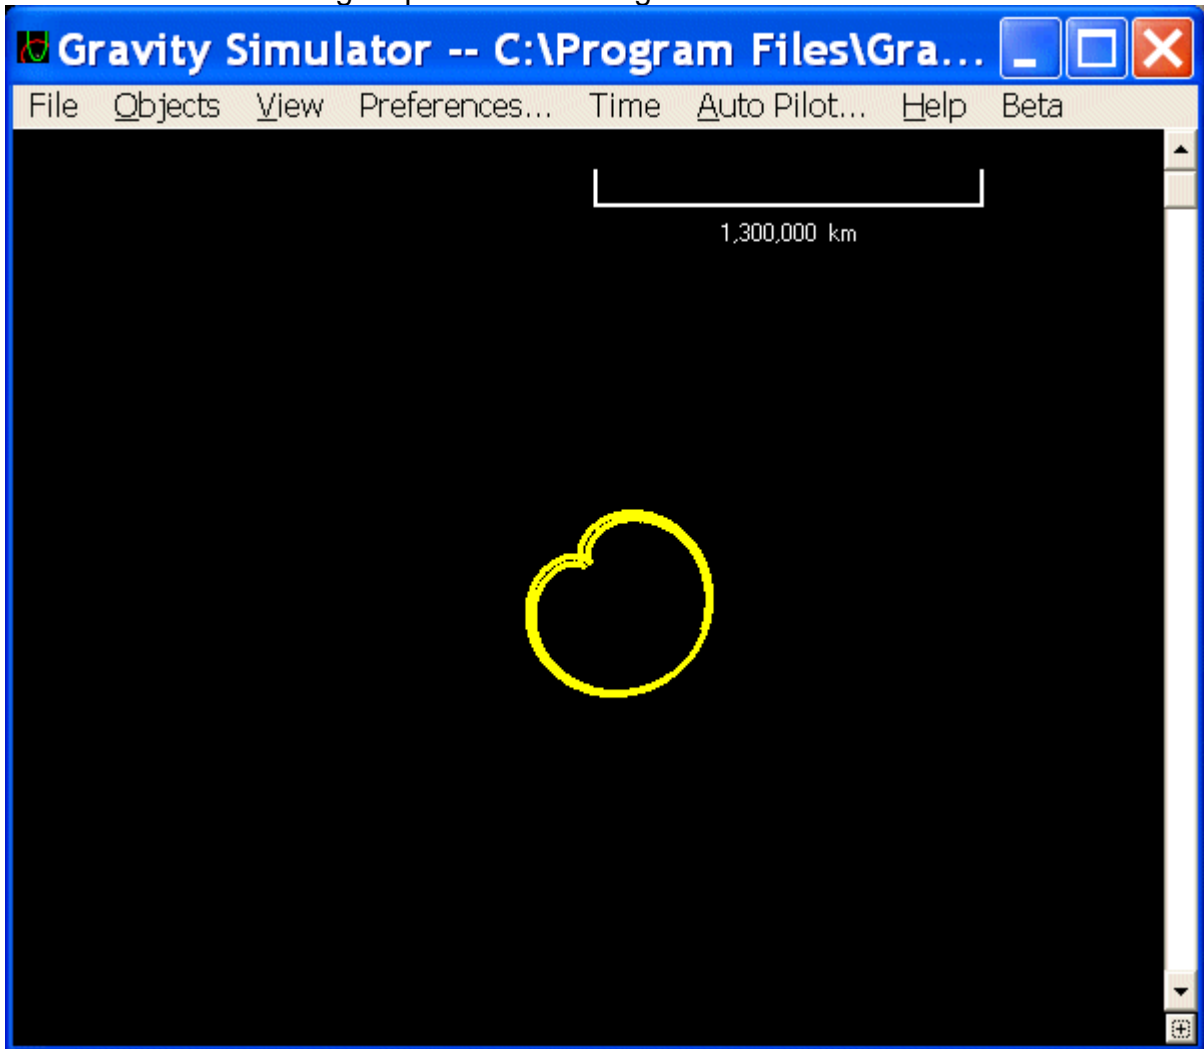 Gravity Simulator -- C:\Program Files\Gra...
File Objects View Preferences... Time Auto Pilot... Help Beta
1,300,000 km